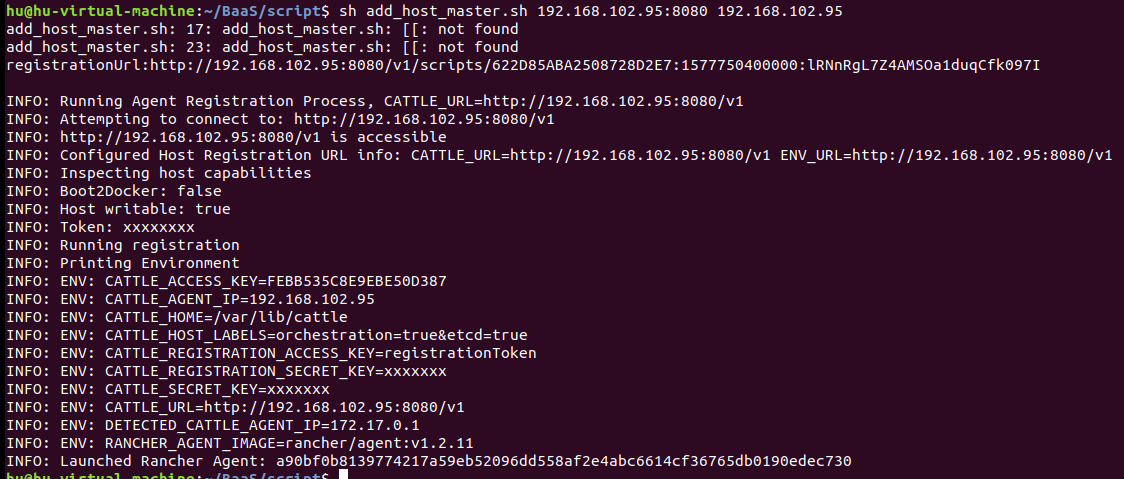 hu@hu-virtual-machine:~/BaaS/script$ sh add_host_master.sh 192.168.102.95:8080 192.168.102.95
add_host_master.sh: 17: add_host_master.sh: [[: not found
add_host_master.sh: 23: add_host_master.sh: [[: not found
registrationUrl:http://192.168.102.95:8080/v1/scripts/622D85ABA2508728D2E7:1577750400000:lRNnRgL7Z4AMSOa1duqCfk097I

INFO: Running Agent Registration Process, CATTLE_URL=http://192.168.102.95:8080/v1
INFO: Attempting to connect to: http://192.168.102.95:8080/v1
INFO: http://192.168.102.95:8080/v1 is accessible
INFO: Configured Host Registration URL info: CATTLE_URL=http://192.168.102.95:8080/v1 ENV_URL=http://192.168.102.95:8080/v1
INFO: Inspecting host capabilities
INFO: Boot2Docker: false
INFO: Host writable: true
INFO: Token: xxxxxxxx
INFO: Running registration
INFO: Printing Environment
INFO: ENV: CATTLE_ACCESS_KEY=FEBB535C8E9EBE50D387
INFO: ENV: CATTLE_AGENT_IP=192.168.102.95
INFO: ENV: CATTLE_HOME=/var/lib/cattle
INFO: ENV: CATTLE_HOST_LABELS=orchestration=true&etcd=true
INFO: ENV: CATTLE_REGISTRATION_ACCESS_KEY=registrationToken
INFO: ENV: CATTLE_REGISTRATION_SECRET_KEY=xxxxxxx
INFO: ENV: CATTLE_SECRET_KEY=xxxxxxx
INFO: ENV: CATTLE_URL=http://192.168.102.95:8080/v1
INFO: ENV: DETECTED_CATTLE_AGENT_IP=172.17.0.1
INFO: ENV: RANCHER_AGENT_IMAGE=rancher/agent:v1.2.11
INFO: Launched Rancher Agent: a90bf0b8139774217a59eb52096dd558af2e4abc6614cf36765db0190edec730
hu@hu-virtual-machine:~/BaaS/script$